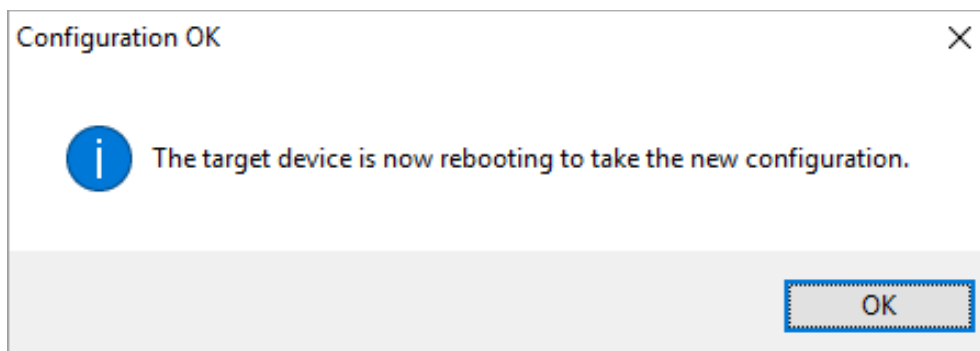 Configuration OK
The target device is now rebooting to take the new configuration.
OK